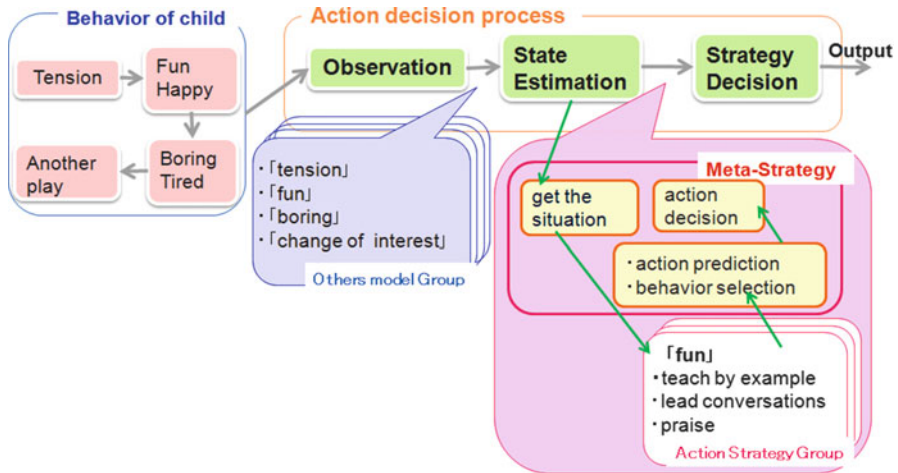 Behavior of child
Action decision process
Tension
Fun
Happy
Boring
Tired
Another
play
Observation
State
Estimation
Strategy
Decision
Output
・「tension」
・「fun」
・「boring」
・「change of interest」
Others model Group
Meta-Strategy
get the
situation
action
decision
・action prediction
・behavior selection
「fun」
・teach by example
・lead conversations
・praise
Action Strategy Group